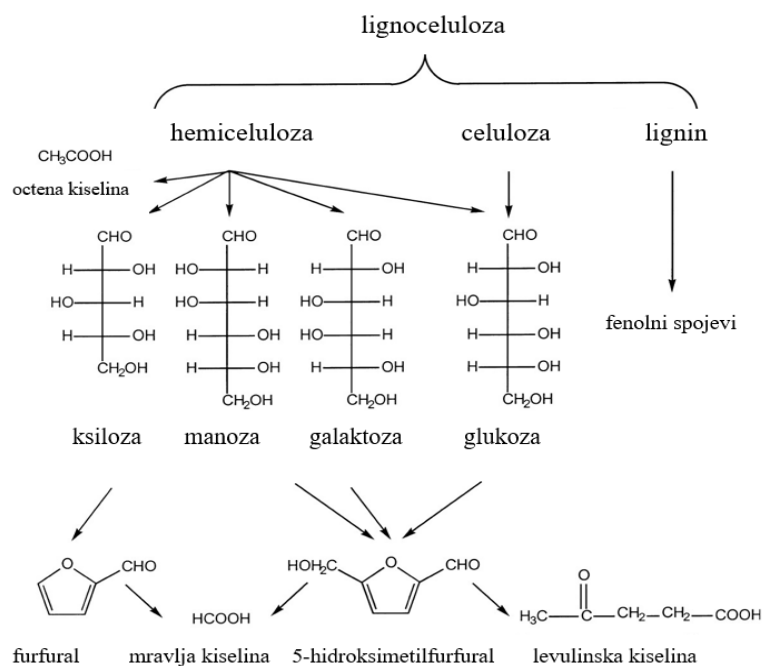 lignoceluloza
hemiceluloza celuloza lignin
CH₃COOH
octena kiselina
CHO CHO CHO CHO
H OH HO H H OH H OH
HO H HO H HO H HO H
H OH H OH HO H H OH
CH₂OH H OH H OH H OH
CH₂OH CH₂OH CH₂OH
fenolni spojevi
ksiloza manoza galaktoza glukoza
O CHO HOH₂C O CHO O
HCOOH H₃C C CH₂ CH₂ COOH
furfural mravlja kiselina 5-hidroksimetilfurfural levulinska kiselina